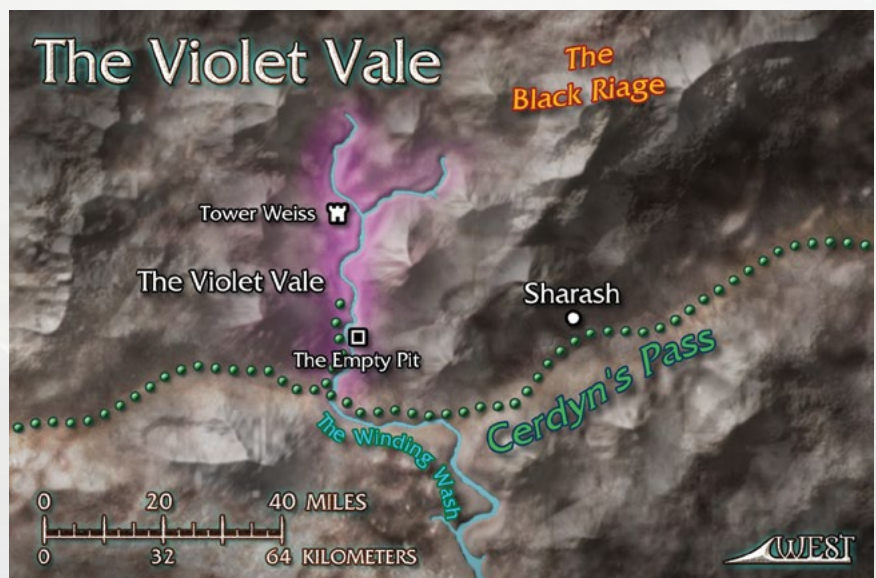 The Violet Vale
The
Black Riage
Tower Weiss
The Violet Vale
Sharash
The Empty Pit
Cerdyn's Pass
The Winding Wash
0 20 40 MILES
0 32 64 KILOMETERS
WEST